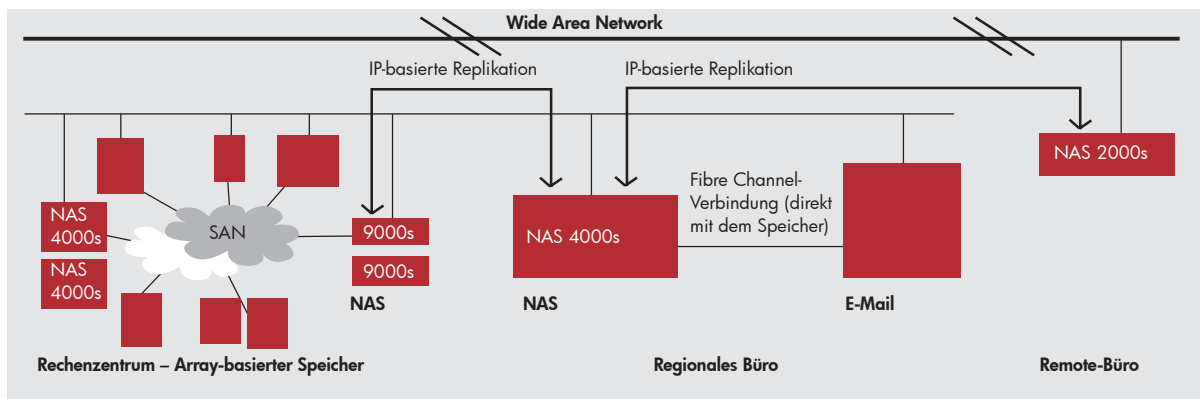 Wide Area Network
IP-basierte Replikation
IP-basierte Replikation
NAS 2000s
Fibre Channel-
Verbindung (direkt
mit dem Speicher)
NAS
4000s
SAN
9000s
NAS 4000s
NAS
4000s
9000s
NAS
NAS
E-Mail
Rechenzentrum – Array-basierter Speicher
Regionales Büro
Remote-Büro